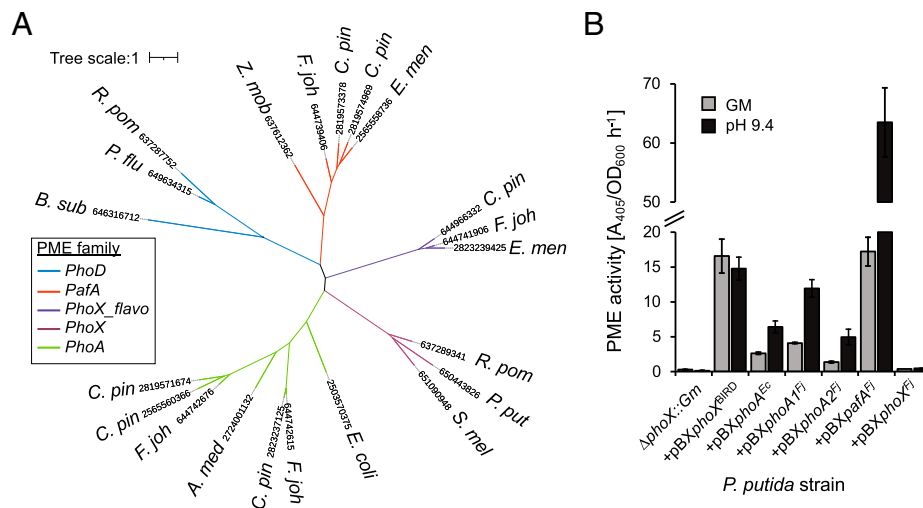 A
Tree scale:1
R. pom
637287752
P. flu
649634315
B. sub
646316712
Z. mob
637612362
F. joh
644739406
C. pin
2819573378
C. pin
2819574969
E. men
2565558736
C. pin
644966332
F. joh
644741906
E. men
2823239425
PME family
PhoD
PafA
PhoX_flavo
PhoX
PhoA
R. pom
637289341
P. put
650443826
S. mel
651090948
E. coli
2503570375
F. joh
644742615
C. pin
2823237125
A. med
2724001132
F. joh
644742676
C. pin
2565560366
C. pin
2819571674
B
PME activity [A405/OD600 h-1]
70
60
50
20
15
10
5
0
GM
pH 9.4
ΔphoX::Gm
+pBXphoXBIRD
+pBXphoAEc
+pBXphoA1Fj
+pBXphoA2Fj
+pBXpafAFj
+pBXphoXFj
P. putida strain